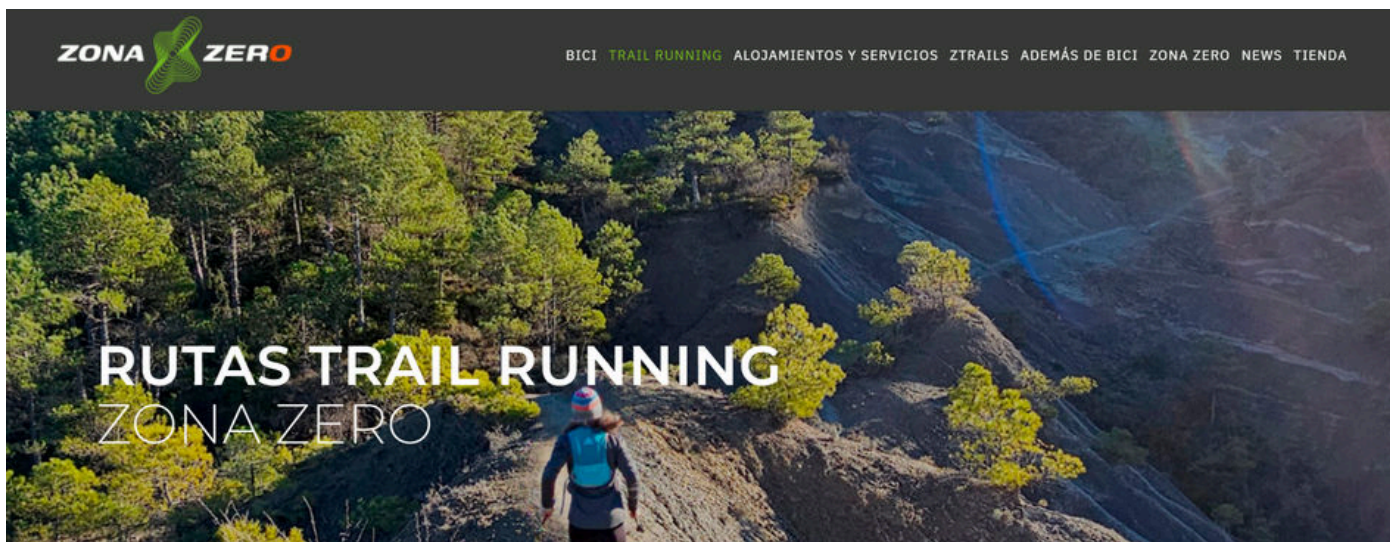 ZONA ZERO
BICI TRAIL RUNNING ALOJAMIENTOS Y SERVICIOS ZTRAILS ADEMÁS DE BICI ZONA ZERO NEWS TIENDA
RUTAS TRAIL RUNNING
ZONA ZERO